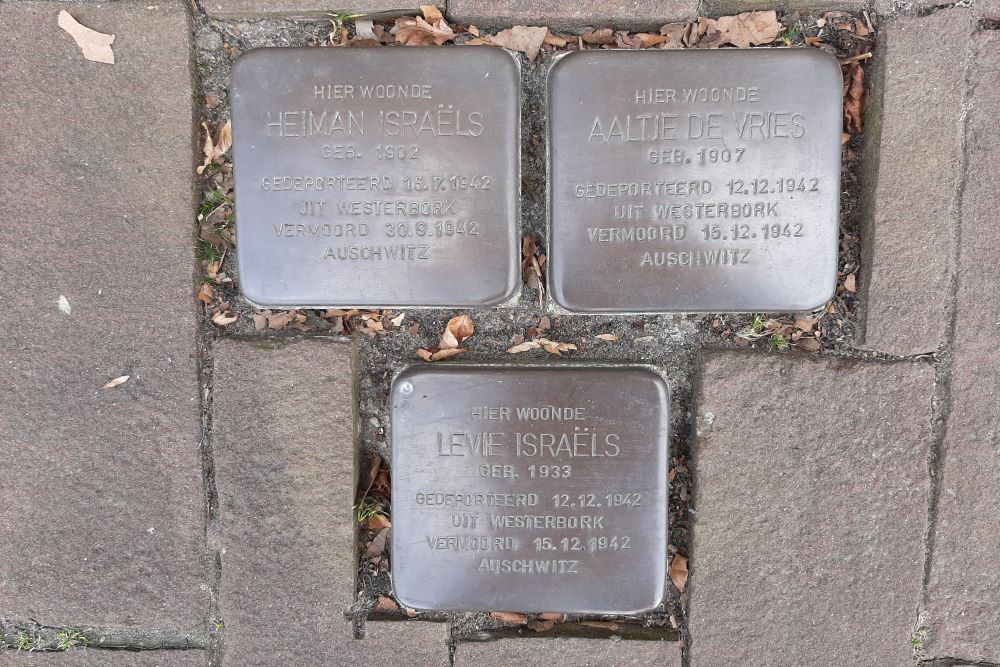 HIER WOONDE
HEIMAN ISRAËLS
GEB. 1902
GEDEPORTEERD 15.7.1942
UIT WESTERBORK
VERMOORD 30.9.1942
AUSCHWITZ
HIER WOONDE
AALTJE DE VRIES
GEB. 1907
GEDEPORTEERD 12.12.1942
UIT WESTERBORK
VERMOORD 15.12.1942
AUSCHWITZ
HIER WOONDE
LEVIE ISRAËLS
GEB. 1933
GEDEPORTEERD 12.12.1942
UIT WESTERBORK
VERMOORD 15.12.1942
AUSCHWITZ